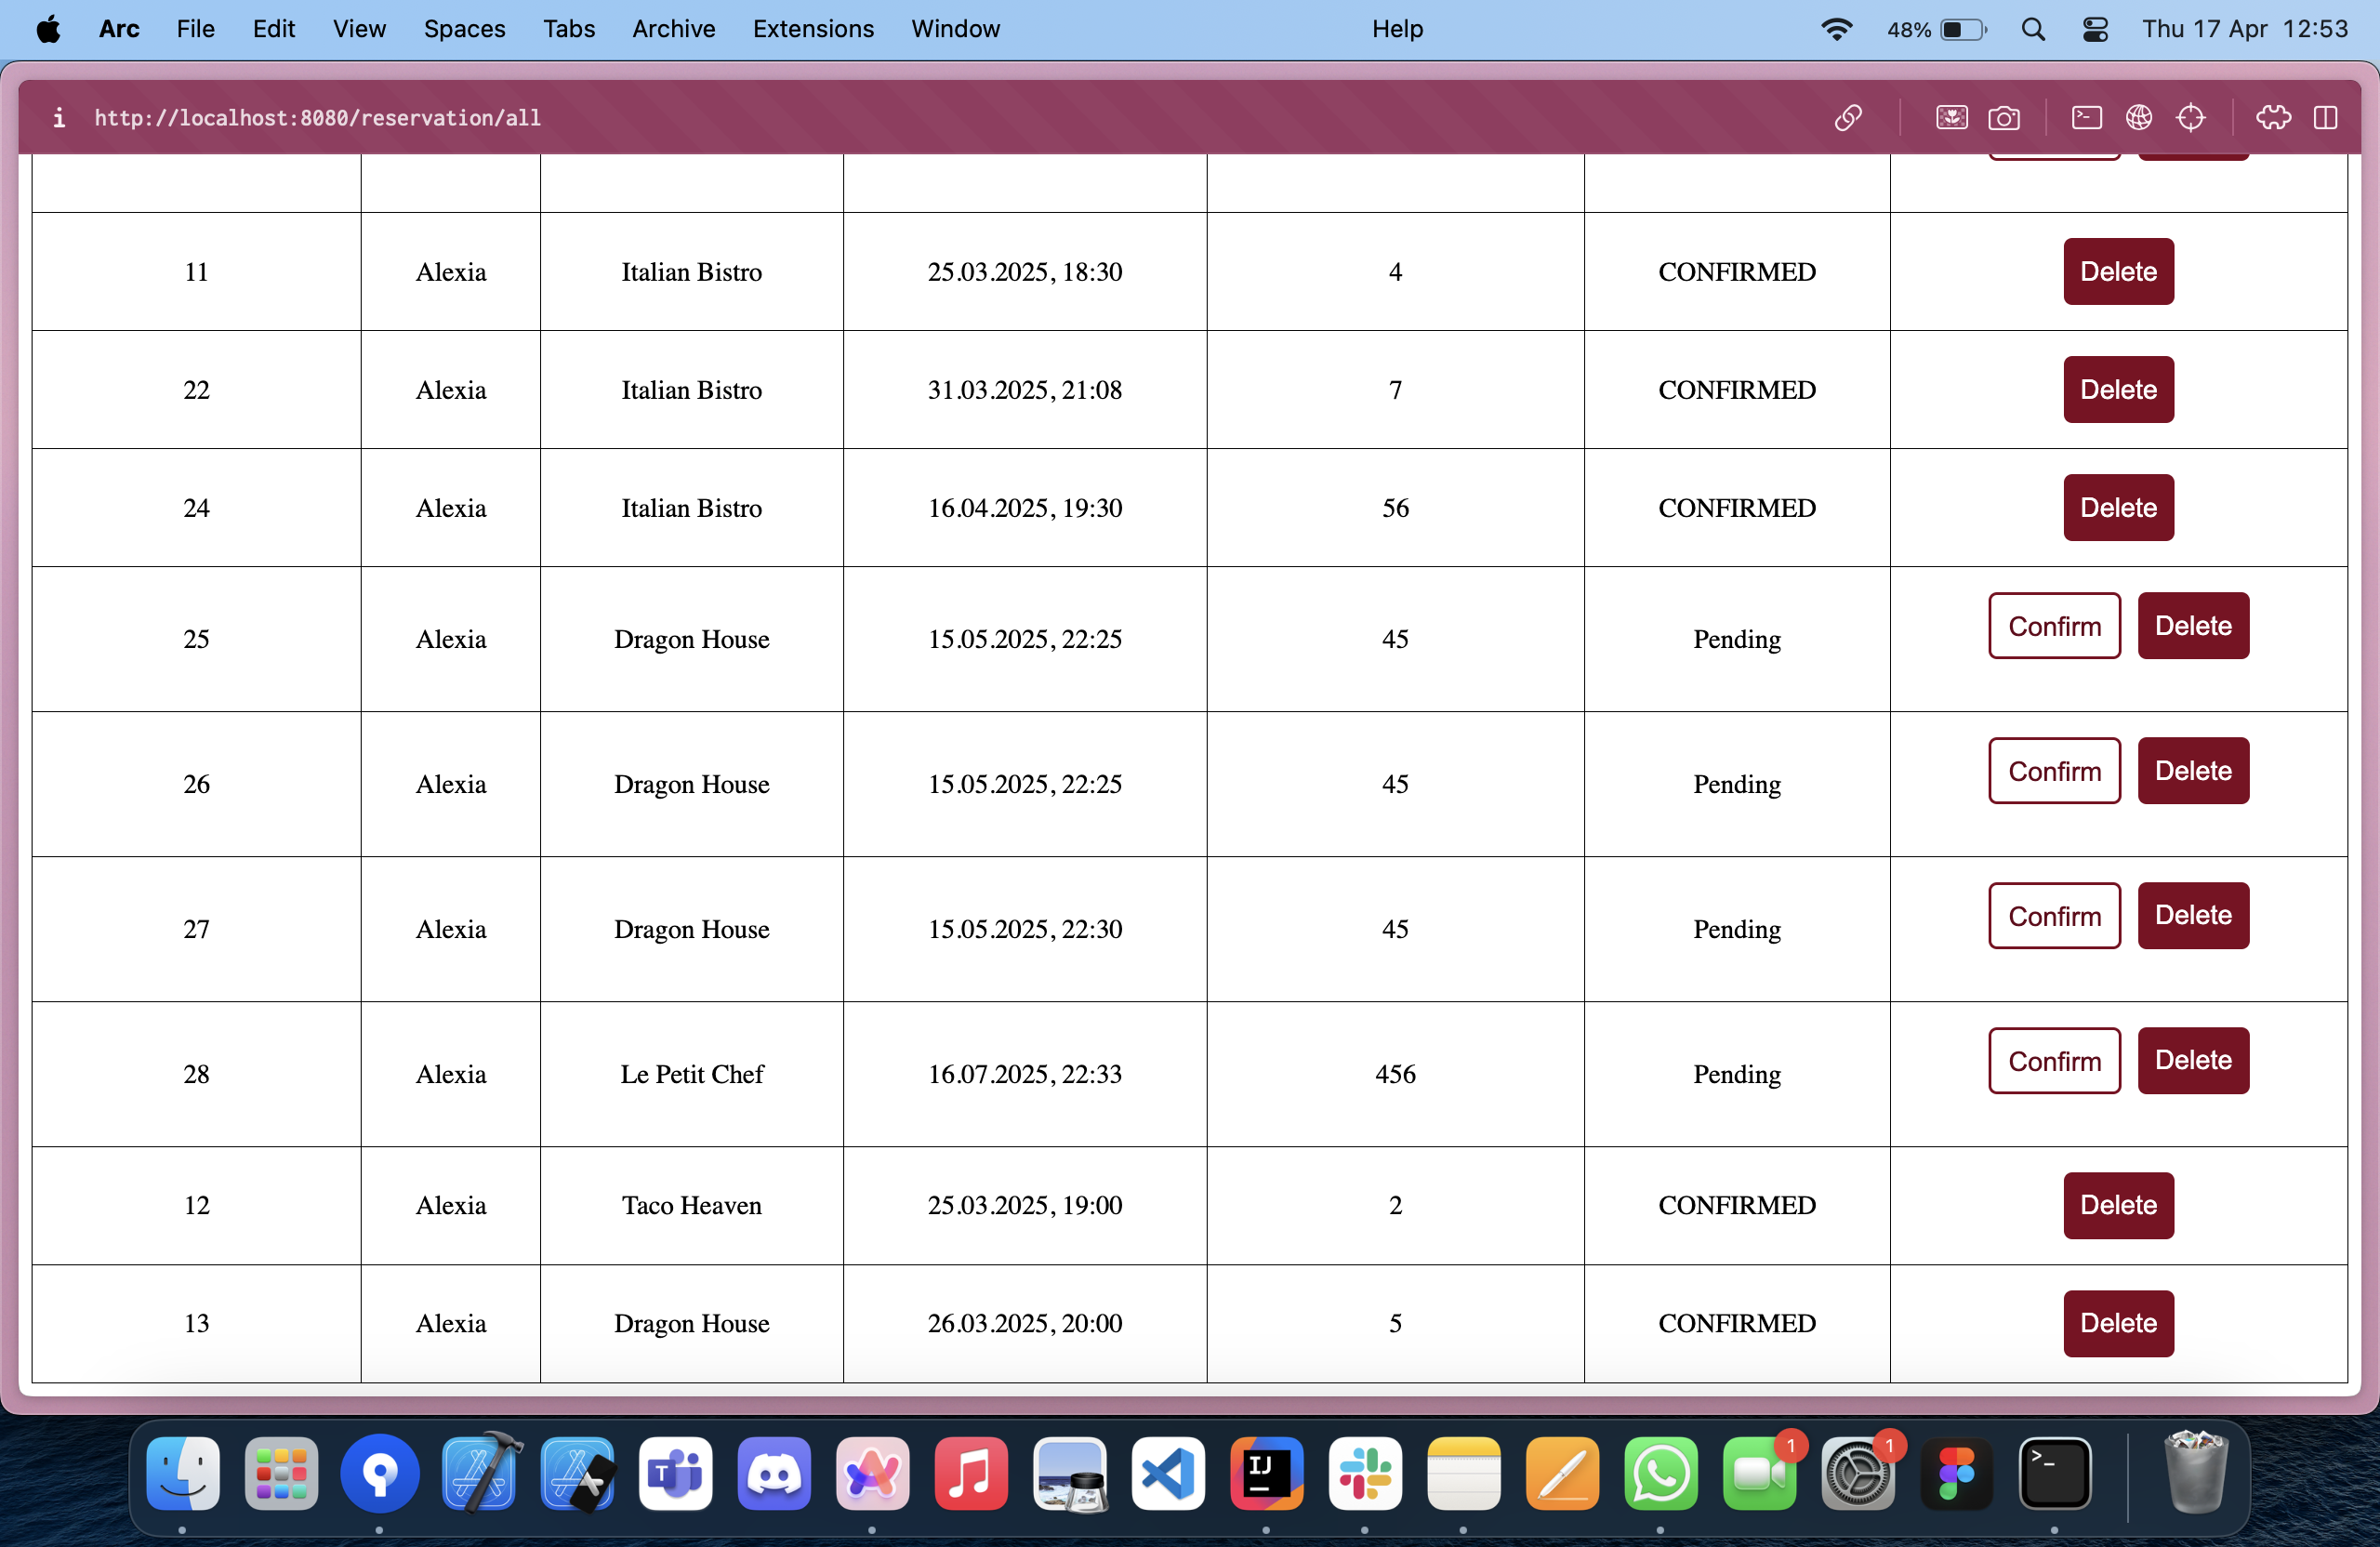 Arc File Edit View Spaces Tabs Archive Extensions Window Help 48% Thu 17 Apr 12:53
i http://localhost:8080/reservation/all
11 Alexia Italian Bistro 25.03.2025, 18:30 4 CONFIRMED Delete
22 Alexia Italian Bistro 31.03.2025, 21:08 7 CONFIRMED Delete
24 Alexia Italian Bistro 16.04.2025, 19:30 56 CONFIRMED Delete
25 Alexia Dragon House 15.05.2025, 22:25 45 Pending Confirm Delete
26 Alexia Dragon House 15.05.2025, 22:25 45 Pending Confirm Delete
27 Alexia Dragon House 15.05.2025, 22:30 45 Pending Confirm Delete
28 Alexia Le Petit Chef 16.07.2025, 22:33 456 Pending Confirm Delete
12 Alexia Taco Heaven 25.03.2025, 19:00 2 CONFIRMED Delete
13 Alexia Dragon House 26.03.2025, 20:00 5 CONFIRMED Delete
T IJ 1 1 >_